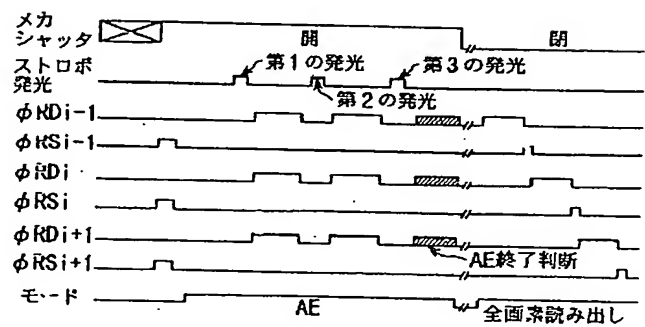 メカ
シャッタ
開
閉
ストロボ
発光
第1の発光
第2の発光
第3の発光
φRDi-1
φRSi-1
φRDi
φRSi
φRDi+1
AE終了判断
φRSi+1
モード
AE
全画素読み出し